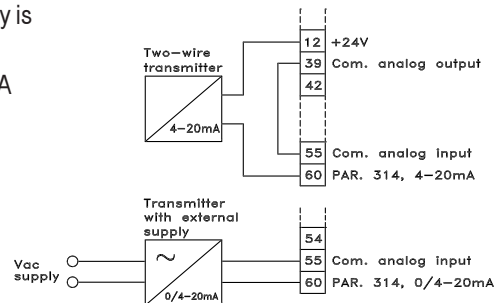 y is
A
Two-wire
transmitter
4-20mA
12 +24V
39 Com. analog output
42
55 Com. analog input
60 PAR. 314, 4-20mA
Transmitter
with external
supply
Vac
supply
~
0/4-20mA
54
55 Com. analog input
60 PAR. 314, 0/4-20mA